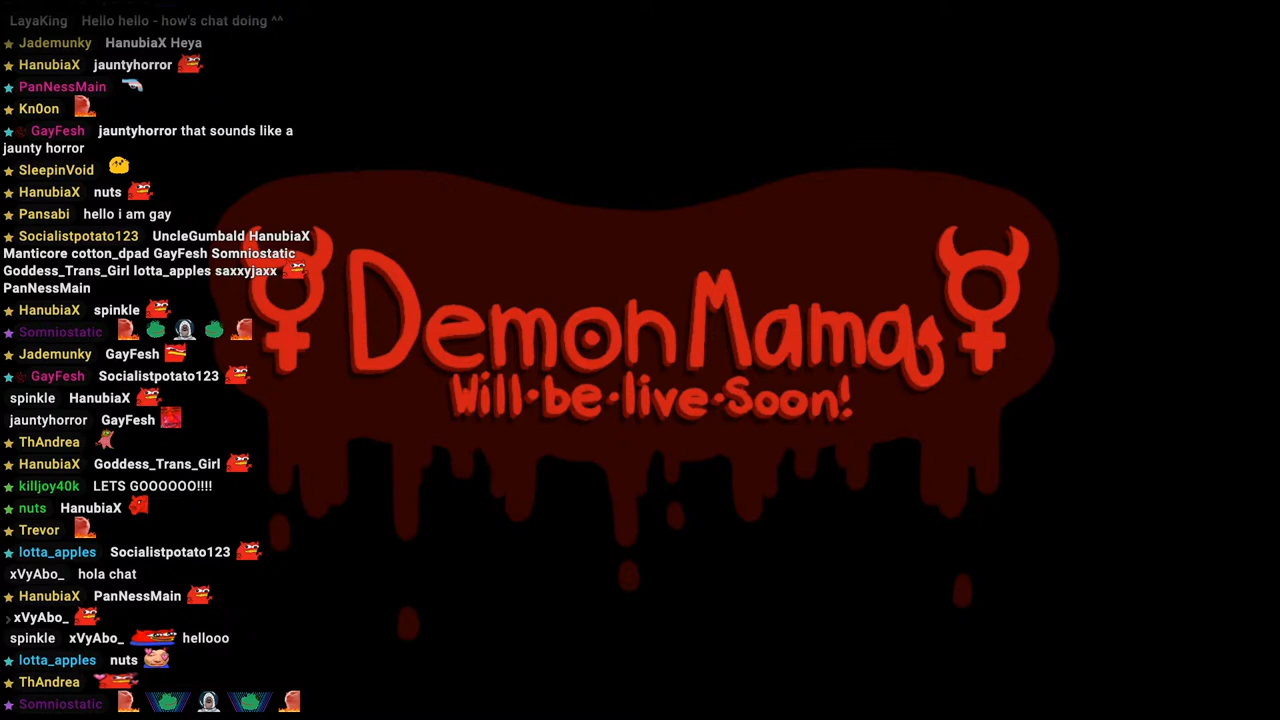 LayaKing Hello hello - how's chat doing ^^
Jademunky HanubiaX Heya
HanubiaX jauntyhorror
PanNessMain
Kn0on
GayFesh jauntyhorror that sounds like a
jaunty horror
SleepinVoid
HanubiaX nuts
Pansabi hello i am gay
Socialistpotato123 UncleGumbald HanubiaX
Manticore cotton_dpad GayFesh Somniostatic
Goddess_Trans_Girl lotta_apples saxxyjaxx
PanNessMain
HanubiaX spinkle
Somniostatic
Jademunky GayFesh
GayFesh Socialistpotato123
spinkle HanubiaX
jauntyhorror GayFesh
ThAndrea
HanubiaX Goddess_Trans_Girl
killjoy40k LETS GOOOOOO!!!!
nuts HanubiaX
Trevor
lotta_apples Socialistpotato123
xVyAbo_ hola chat
HanubiaX PanNessMain
xVyAbo_
spinkle xVyAbo_ hellooo
lotta_apples nuts
ThAndrea
Somniostatic
DemonMama
Will·be·live·Soon!